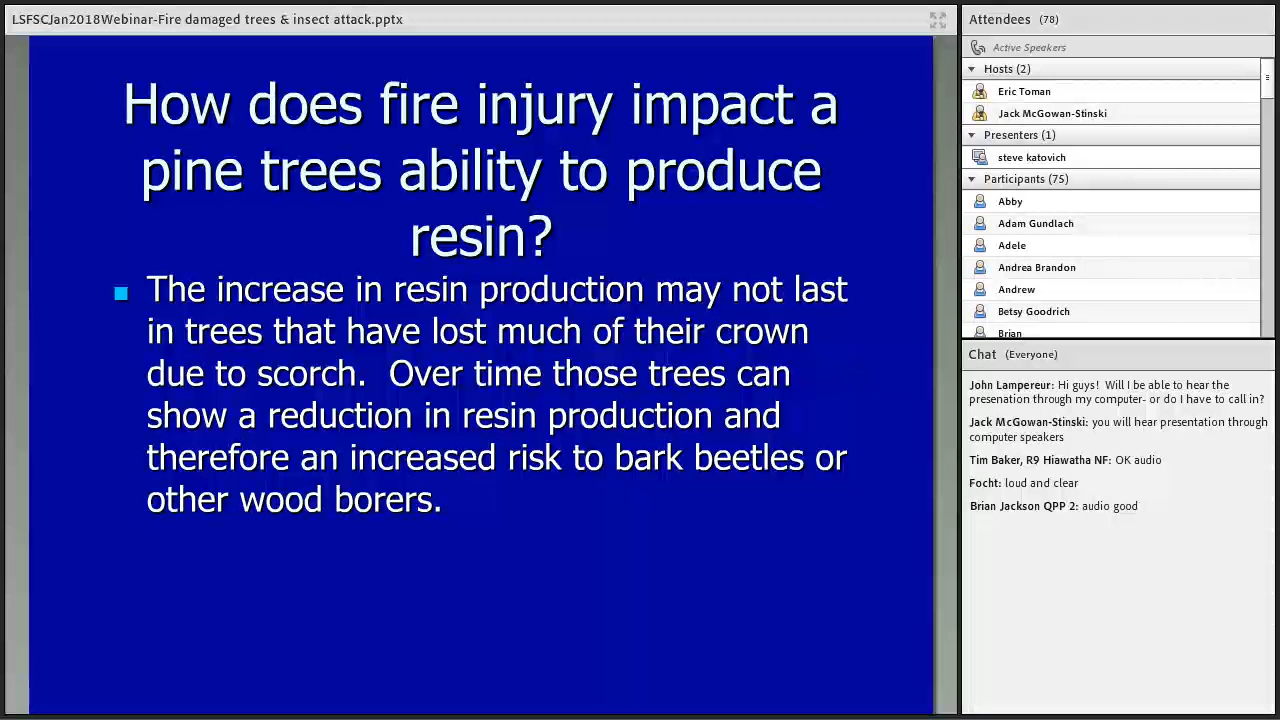 LSFSCJan2018Webinar-Fire damaged trees & insect attack.pptx
How does fire injury impact a
pine trees ability to produce
resin?
The increase in resin production may not last
in trees that have lost much of their crown
due to scorch.  Over time those trees can
show a reduction in resin production and
therefore an increased risk to bark beetles or
other wood borers.
Attendees (78)
Active Speakers
Hosts (2)
Eric Toman
Jack McGowan-Stinski
Presenters (1)
steve katovich
Participants (75)
Abby
Adam Gundlach
Adele
Andrea Brandon
Andrew
Betsy Goodrich
Brian
Chat (Everyone)
John Lampereur: Hi guys!  Will I be able to hear the
presenation through my computer- or do I have to call in?
Jack McGowan-Stinski: you will hear presentation through
computer speakers
Tim Baker, R9 Hiawatha NF: OK audio
Focht: loud and clear
Brian Jackson QPP 2: audio good